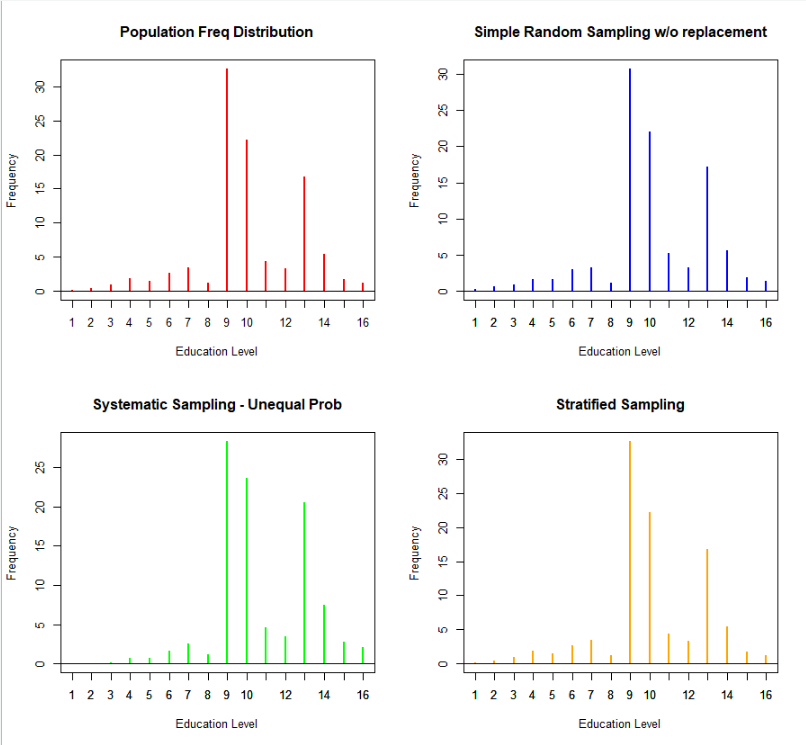 Population Freq Distribution
Frequency
30
25
20
15
10
5
0
1 2 3 4 5 6 7 8 9 10 12 14 16
Education Level
Simple Random Sampling w/o replacement
Frequency
30
25
20
15
10
5
0
1 2 3 4 5 6 7 8 9 10 12 14 16
Education Level
Systematic Sampling - Unequal Prob
Frequency
25
20
15
10
5
0
1 2 3 4 5 6 7 8 9 10 12 14 16
Education Level
Stratified Sampling
Frequency
30
25
20
15
10
5
0
1 2 3 4 5 6 7 8 9 10 12 14 16
Education Level